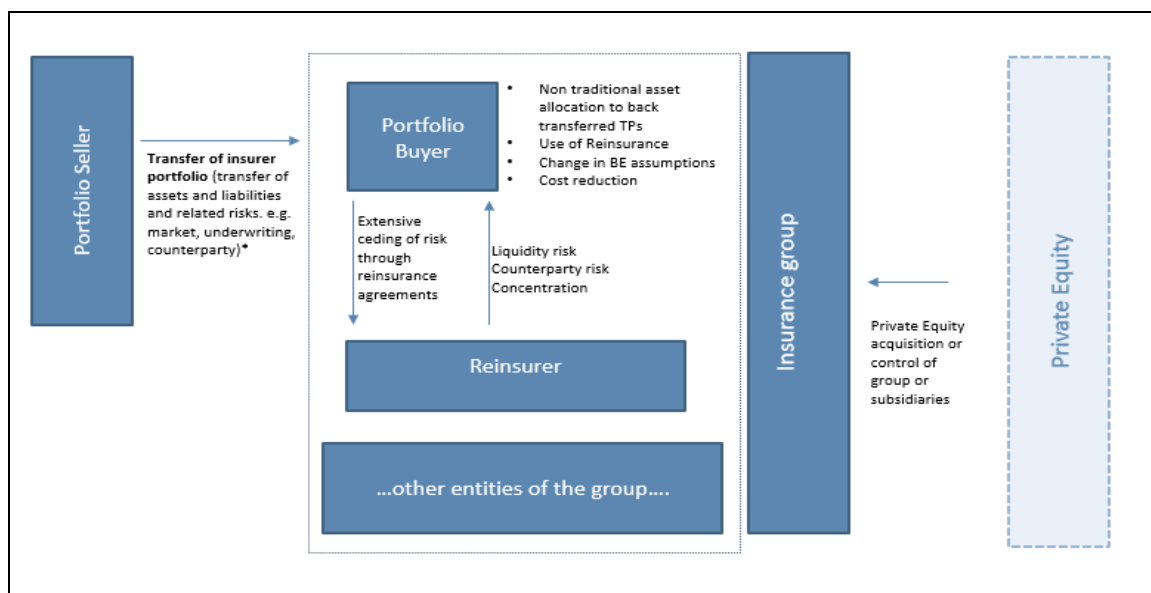 Portfolio Seller
Transfer of insurer
portfolio (transfer of
assets and liabilities
and related risks. e.g.
market, underwriting,
counterparty)*
Portfolio
Buyer
• Non traditional asset
allocation to back
transferred TPs
• Use of Reinsurance
• Change in BE assumptions
• Cost reduction
Extensive
ceding of risk
through
reinsurance
agreements
Liquidity risk
Counterparty risk
Concentration
Reinsurer
...other entities of the group....
Insurance group
Private Equity
acquisition or
control of
group or
subsidiaries
Private Equity